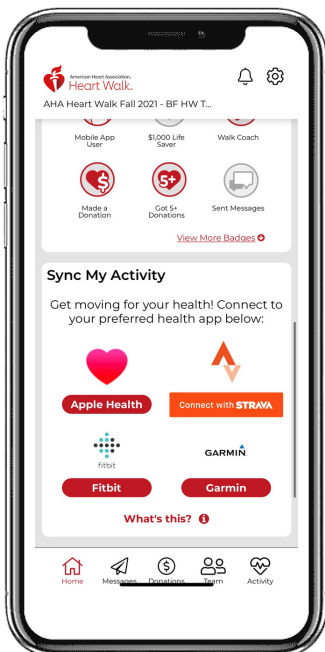 American Heart Association.
Heart Walk.
AHA Heart Walk Fall 2021 - BF HW T...
Mobile App
User
$1,000 Life
Saver
Walk Coach
$
5+
Made a
Donation
Got 5+
Donations
Sent Messages
View More Badges
Sync My Activity
Get moving for your health! Connect to
your preferred health app below:
Apple Health
Connect with STRAVA
fitbit
GARMIN
Fitbit
Garmin
What's this? i
$
Home
Messages
Donations
Team
Activity